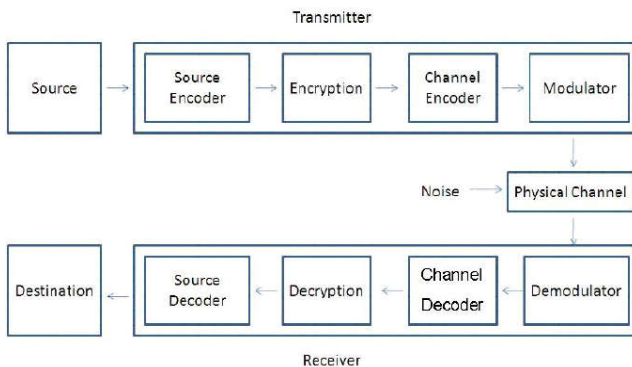 Transmitter
Source
Source
Encoder
Encryption
Channel
Encoder
Modulator
Noise
Physical Channel
Destination
Source
Decoder
Decryption
Channel
Decoder
Demodulator
Receiver